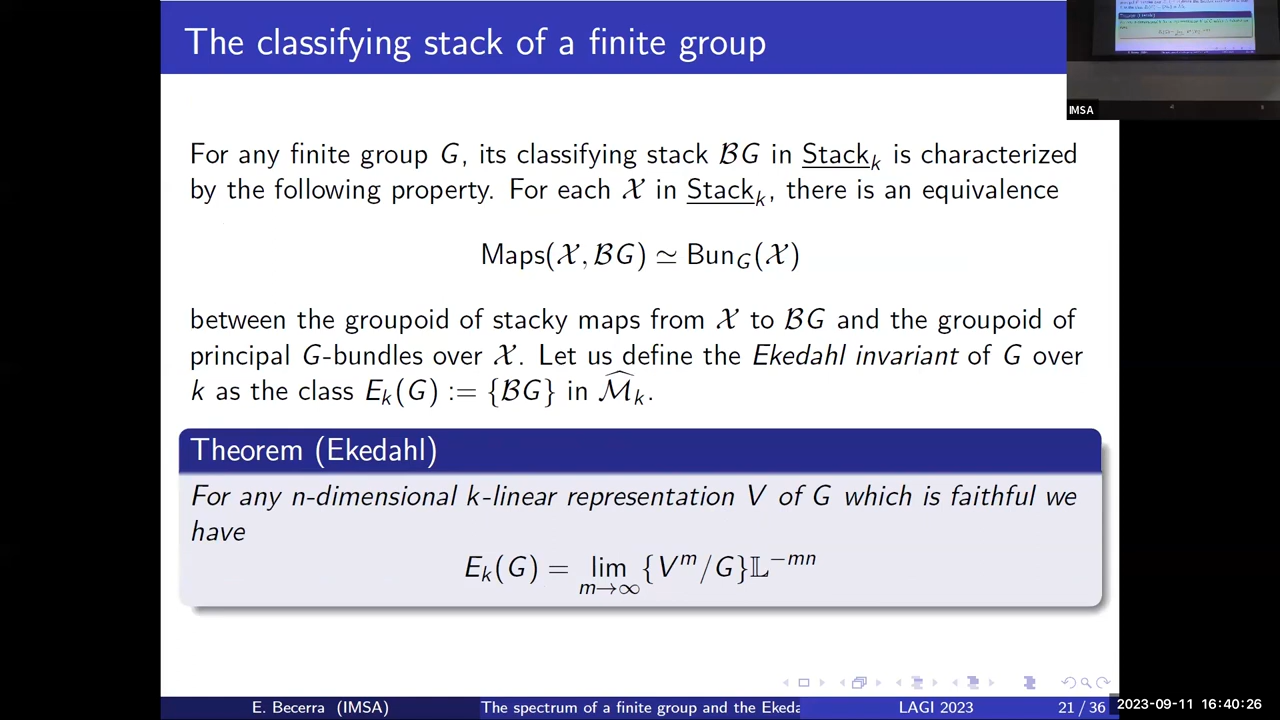 The classifying stack of a finite group
IMSA
For any finite group G, its classifying stack ℬG in Stackₖ is characterized
by the following property. For each 𝒳 in Stackₖ, there is an equivalence
Maps(𝒳, ℬG) ≃ Bun_G(𝒳)
between the groupoid of stacky maps from 𝒳 to ℬG and the groupoid of
principal G-bundles over 𝒳. Let us define the Ekedahl invariant of G over
k as the class Eₖ(G) := {ℬG} in \widehat{ℳ}ₖ.
Theorem (Ekedahl)
For any n-dimensional k-linear representation V of G which is faithful we
have
Eₖ(G) = lim_{m→∞} {V^m/G}𝕃^{−mn}
E. Becerra (IMSA) The spectrum of a finite group and the Ekeda LAGI 2023 21 / 36
2023-09-11 16:40:26